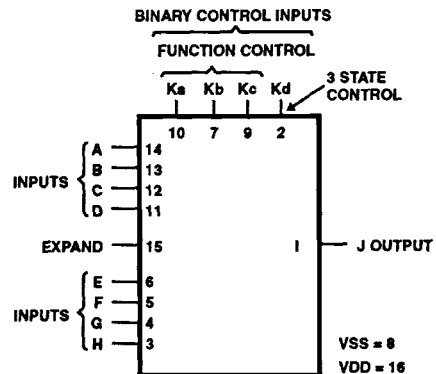 BINARY CONTROL INPUTS
FUNCTION CONTROL
Ka Kb Kc Kd
3 STATE
CONTROL
10 7 9 2
A 14
B 13
INPUTS
C 12
D 11
EXPAND 15
I J OUTPUT
E 6
F 5
INPUTS
G 4
H 3
VSS = 8
VDD = 16